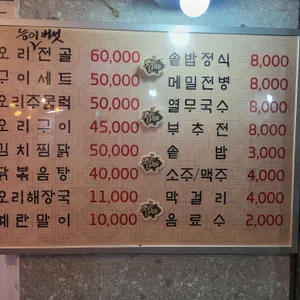 능이버섯
오리전골 60,000
구이세트 50,000
오리주물럭 50,000
오리구이 45,000
김치찜닭 50,000
닭볶음탕 40,000
오리해장국 11,000
계란말이 10,000
솥밥정식 8,000
메밀전병 8,000
열무국수 8,000
부추전 8,000
솥밥 3,000
소주/맥주 4,000
막걸리 4,000
음료수 2,000